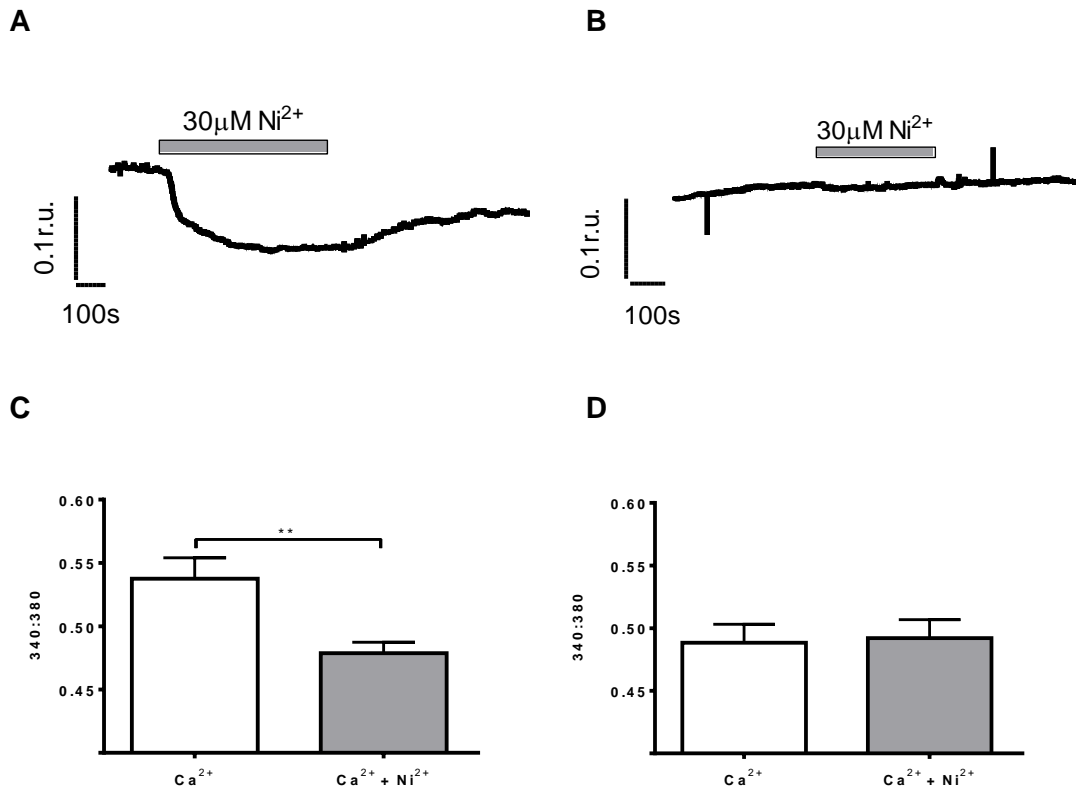 A
B
30μM Ni²⁺
30μM Ni²⁺
0.1r.u.
100s
0.1r.u.
100s
C
D
0.60
0.55
0.50
0.45
340:380
**
Ca²⁺
Ca²⁺ + Ni²⁺
0.60
0.55
0.50
0.45
340:380
Ca²⁺
Ca²⁺ + Ni²⁺